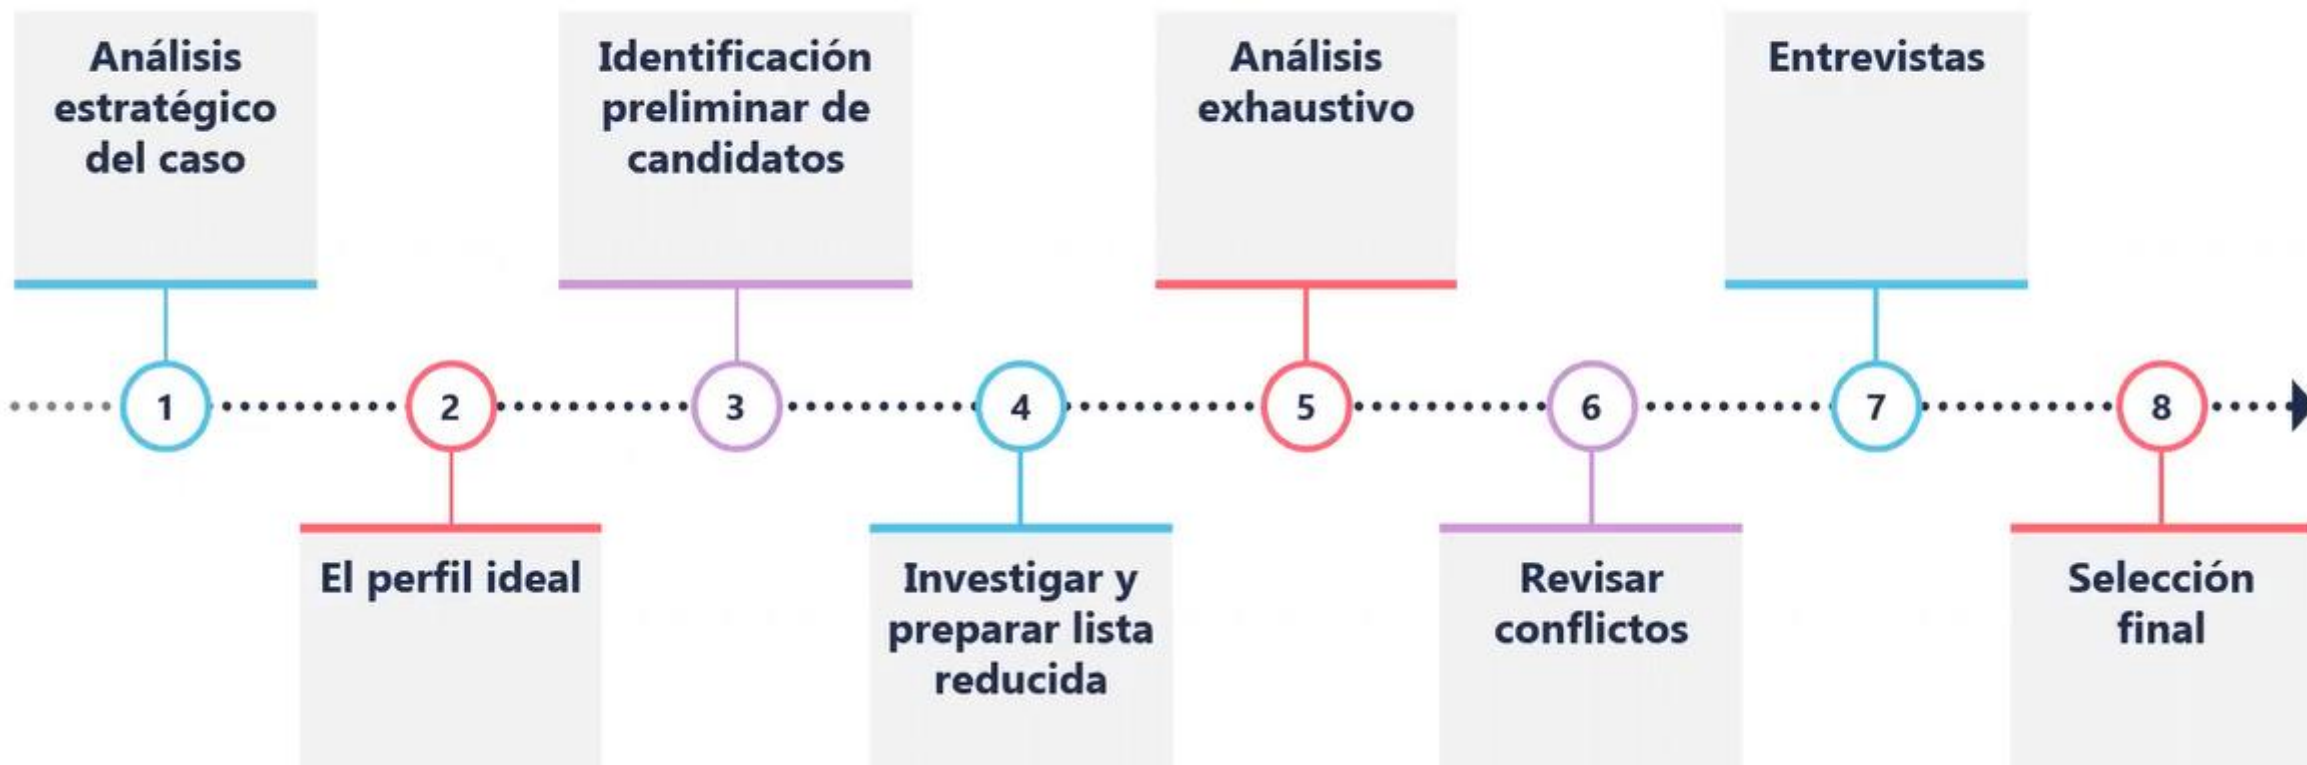 Análisis
estratégico
del caso
Identificación
preliminar de
candidatos
Análisis
exhaustivo
Entrevistas
1
2
3
4
5
6
7
8
El perfil ideal
Investigar y
preparar lista
reducida
Revisar
conflictos
Selección
final